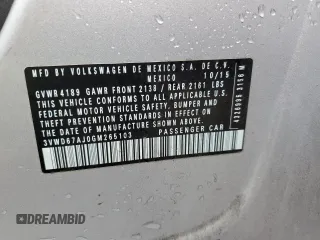 MFD BY VOLKSWAGEN DE MEXICO S.A. DE C.V.
MEXICO 10/15
GVWR 4189 GAWR FRONT 2138 / REAR 2161 LBS
THIS VEHICLE CONFORMS TO ALL APPLICABLE
FEDERAL MOTOR VEHICLE SAFETY, BUMPER AND
THEFT PREVENTION STANDARDS IN EFFECT ON THE
DATE OF MANUFACTURE SHOWN ABOVE.
3VWD67AJ0GM265103 PASSENGER CAR
EPICVIN
DREAMBID